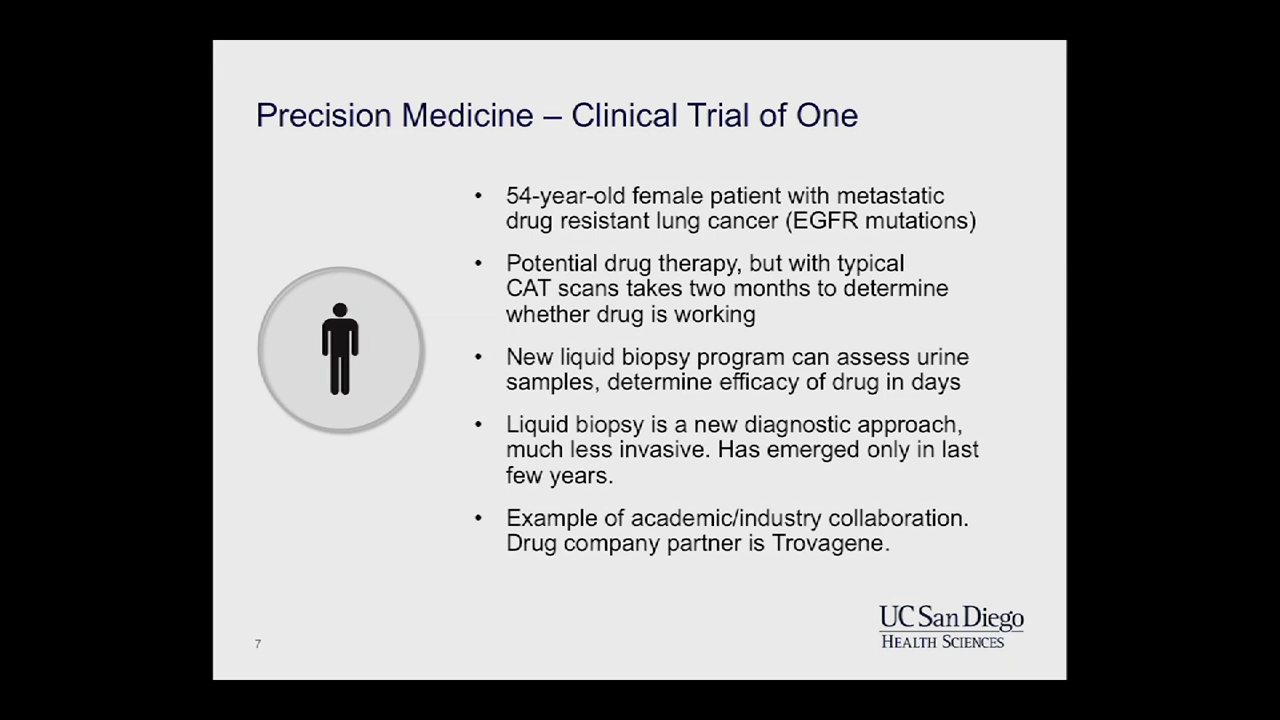 Precision Medicine – Clinical Trial of One
• 54-year-old female patient with metastatic
drug resistant lung cancer (EGFR mutations)
• Potential drug therapy, but with typical
CAT scans takes two months to determine
whether drug is working
• New liquid biopsy program can assess urine
samples, determine efficacy of drug in days
• Liquid biopsy is a new diagnostic approach,
much less invasive. Has emerged only in last
few years.
• Example of academic/industry collaboration.
Drug company partner is Trovagene.
7
UC San Diego
HEALTH SCIENCES